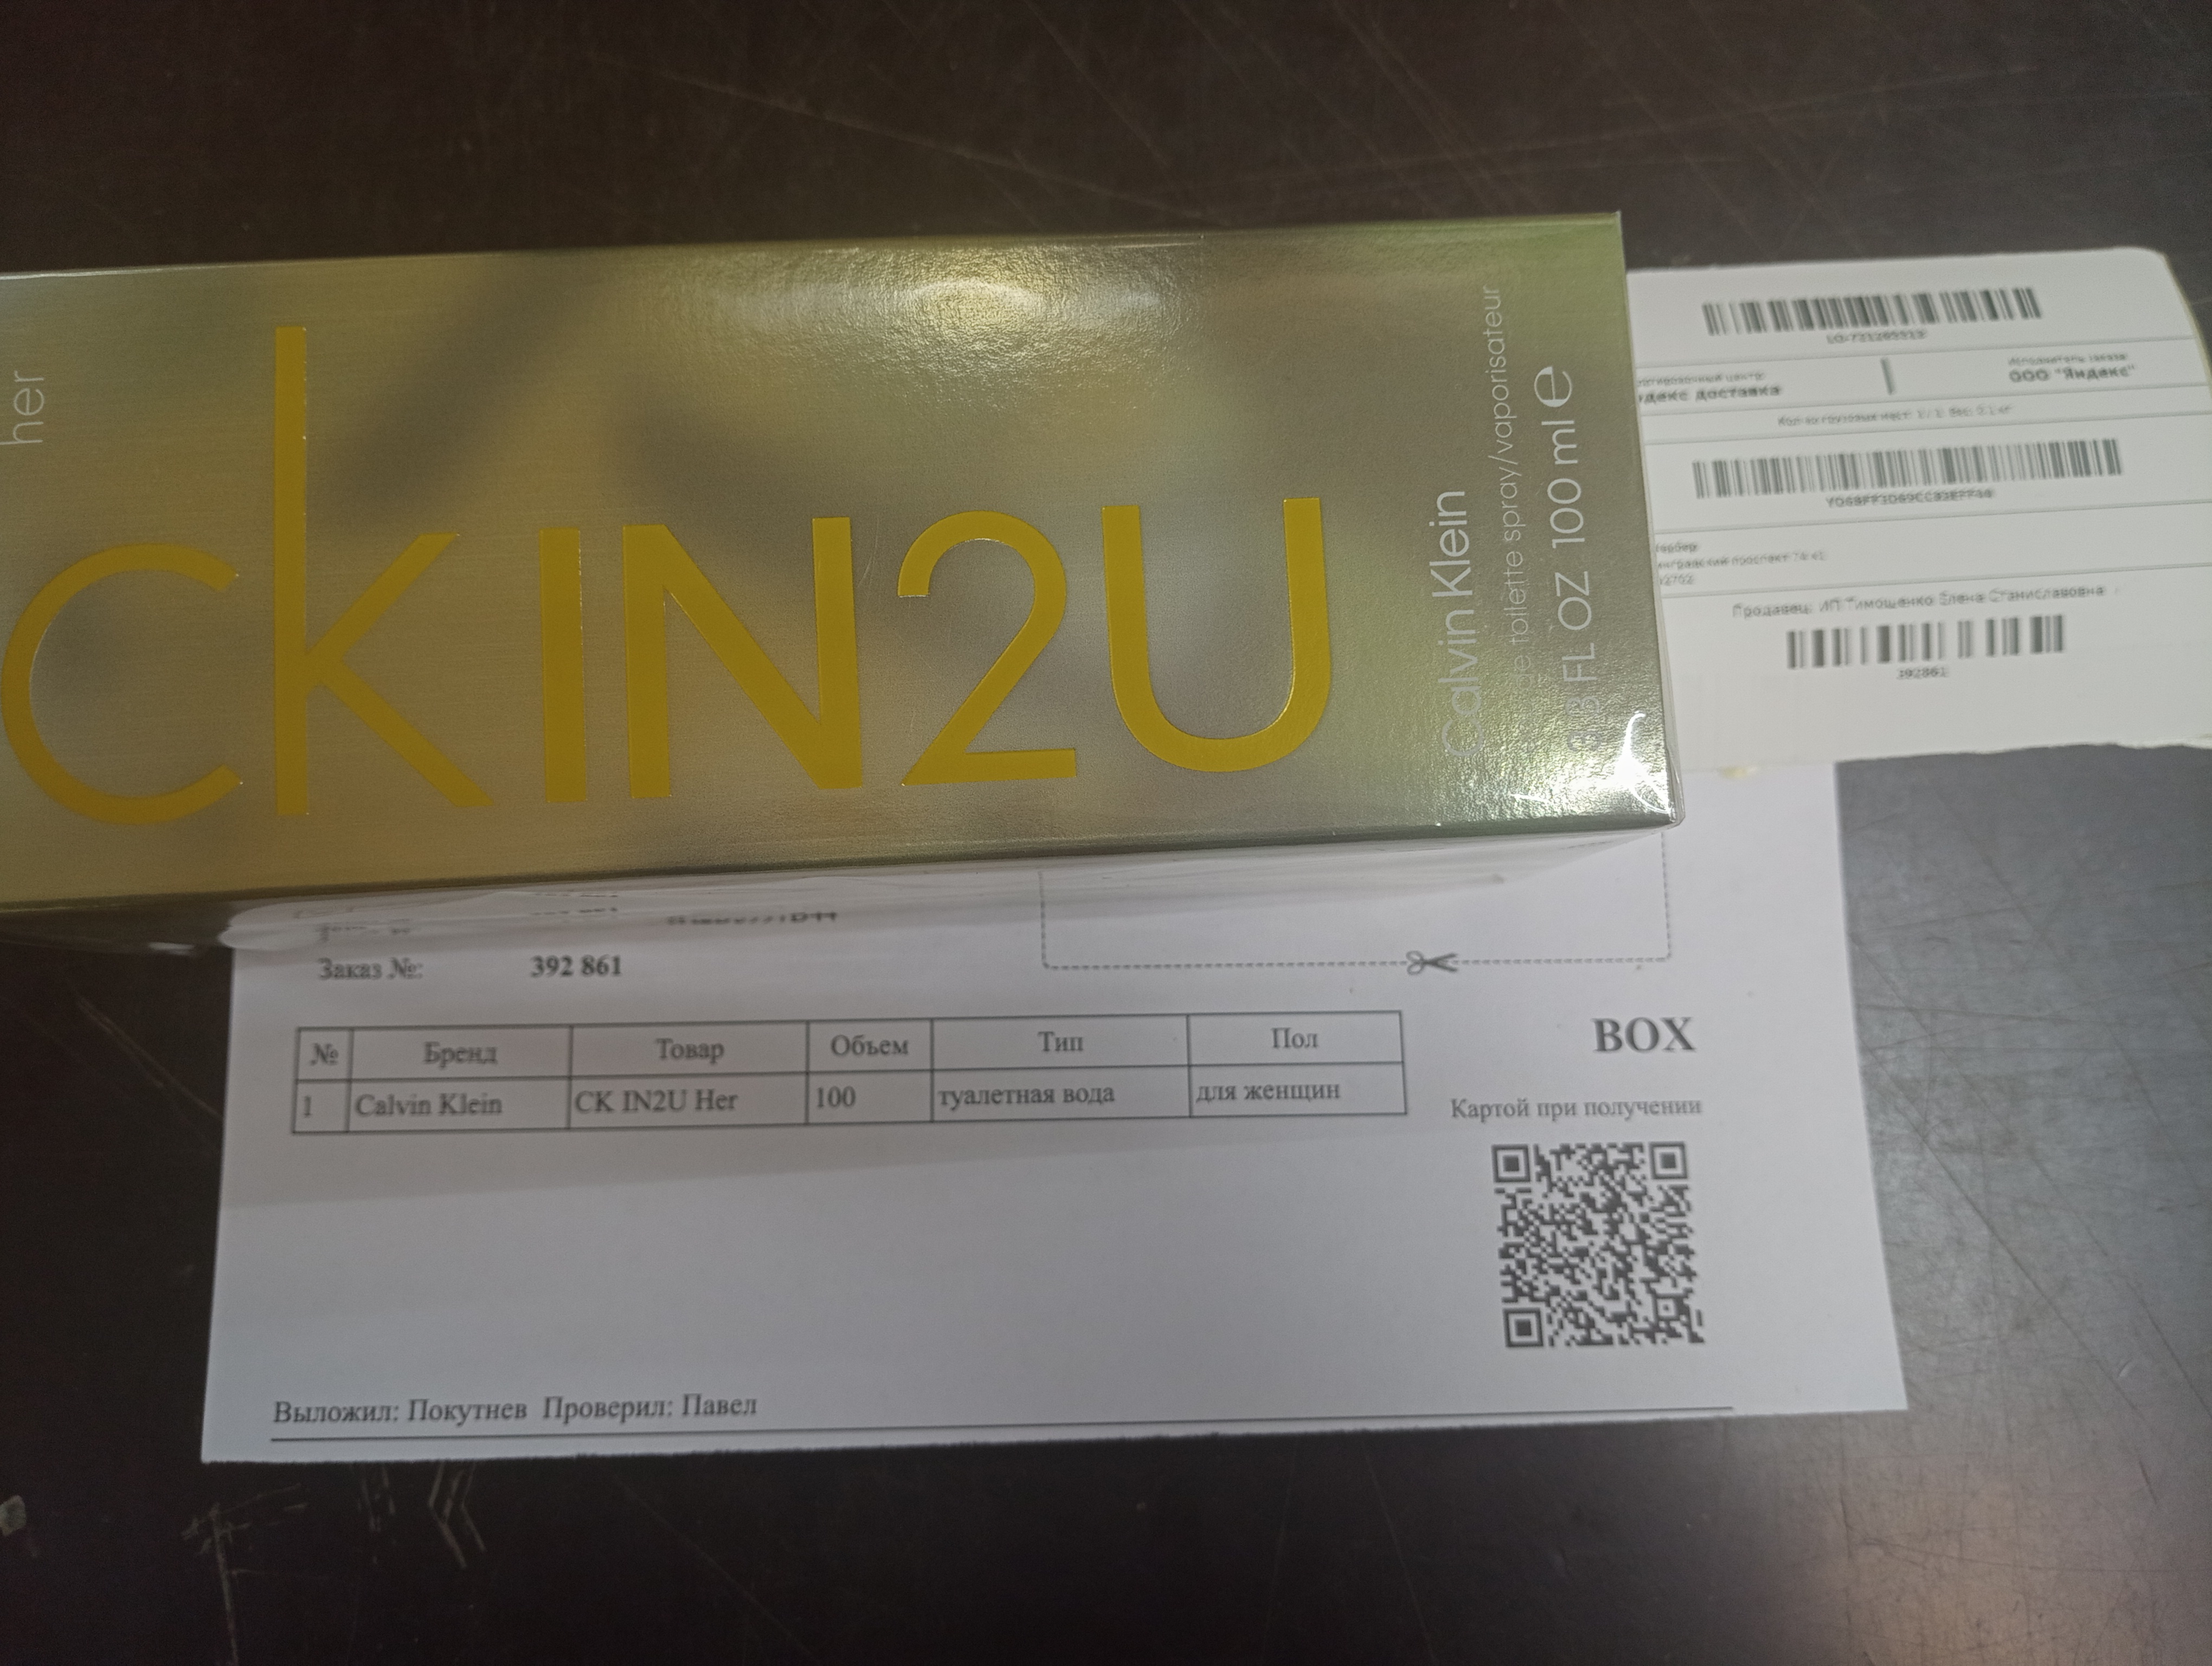 her
ckIN2U
Calvin Klein
toilette spray/vaporisateur
FL OZ 100 ml e
Исполнитель заказа:
ООО "Яндекс"
доставка
Продавец: ИП Тимошенко Елена Станиславовна
392861
Заказ №: 392 861
№ Бренд Товар Объем Тип Пол
1 Calvin Klein CK IN2U Her 100 туалетная вода для женщин
BOX
Картой при получении
Выложил: Покутнев Проверил: Павел